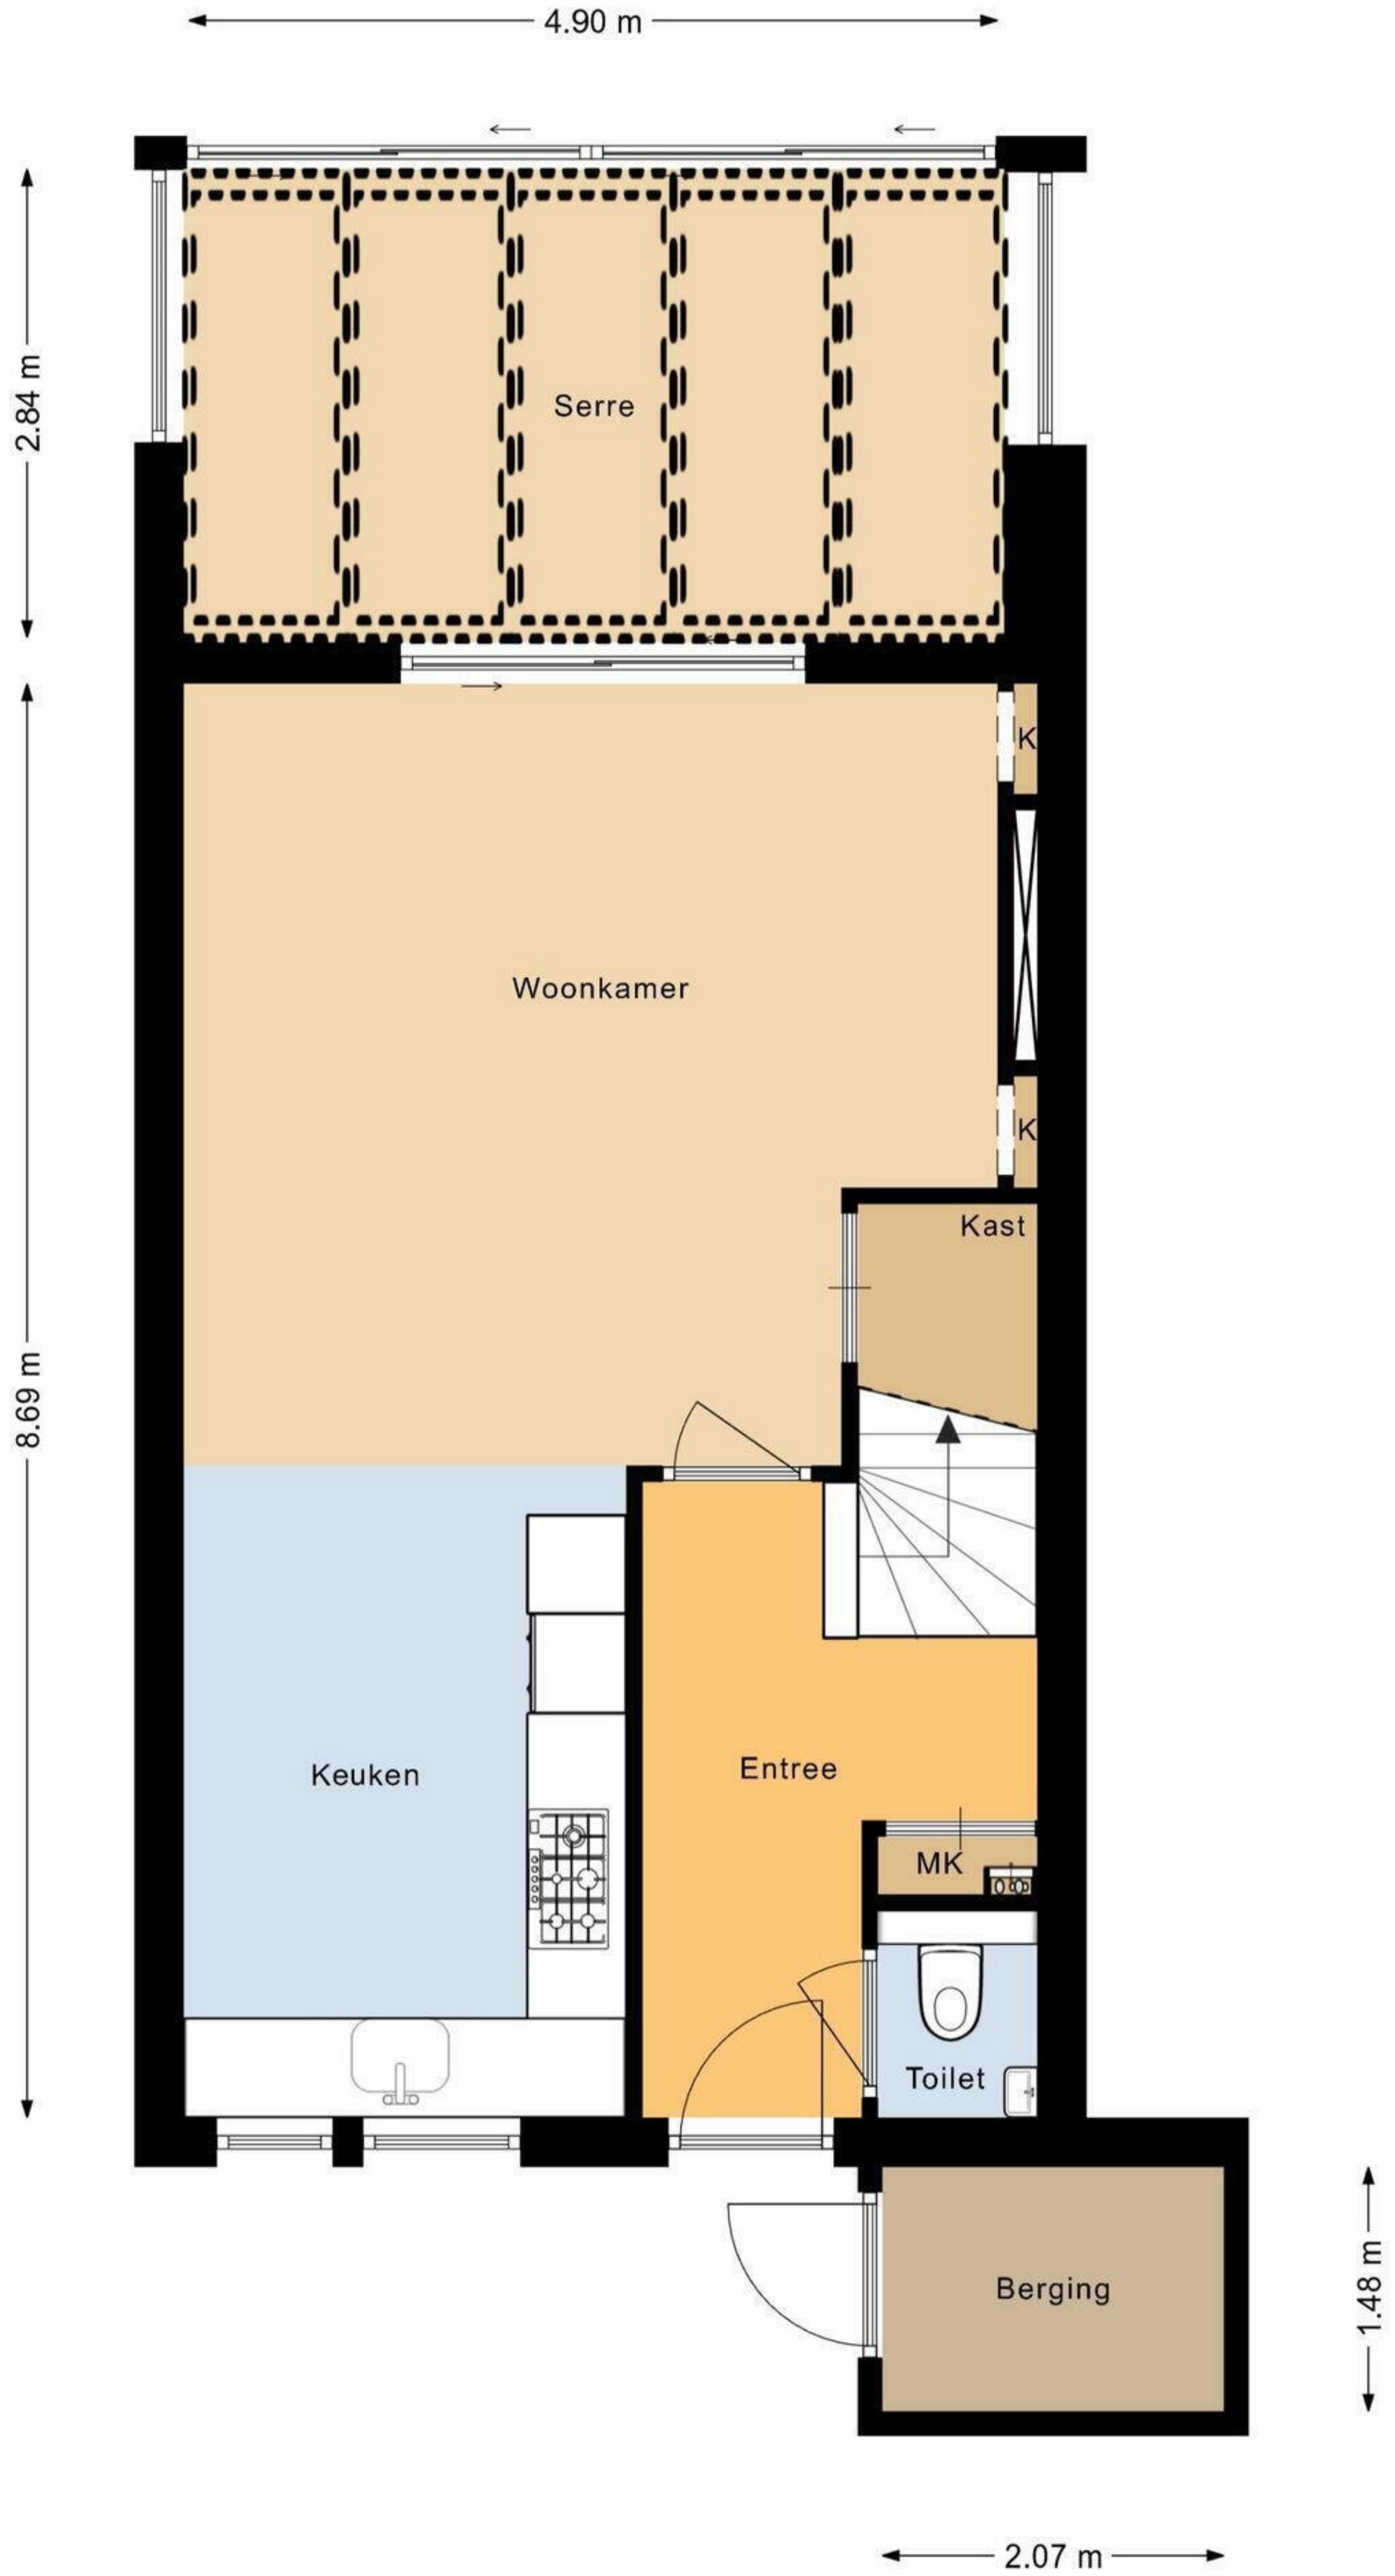 4.90 m
2.84 m
Serre
K
Woonkamer
K
Kast
8.69 m
Keuken
Entree
MK
Toilet
Berging
1.48 m
2.07 m